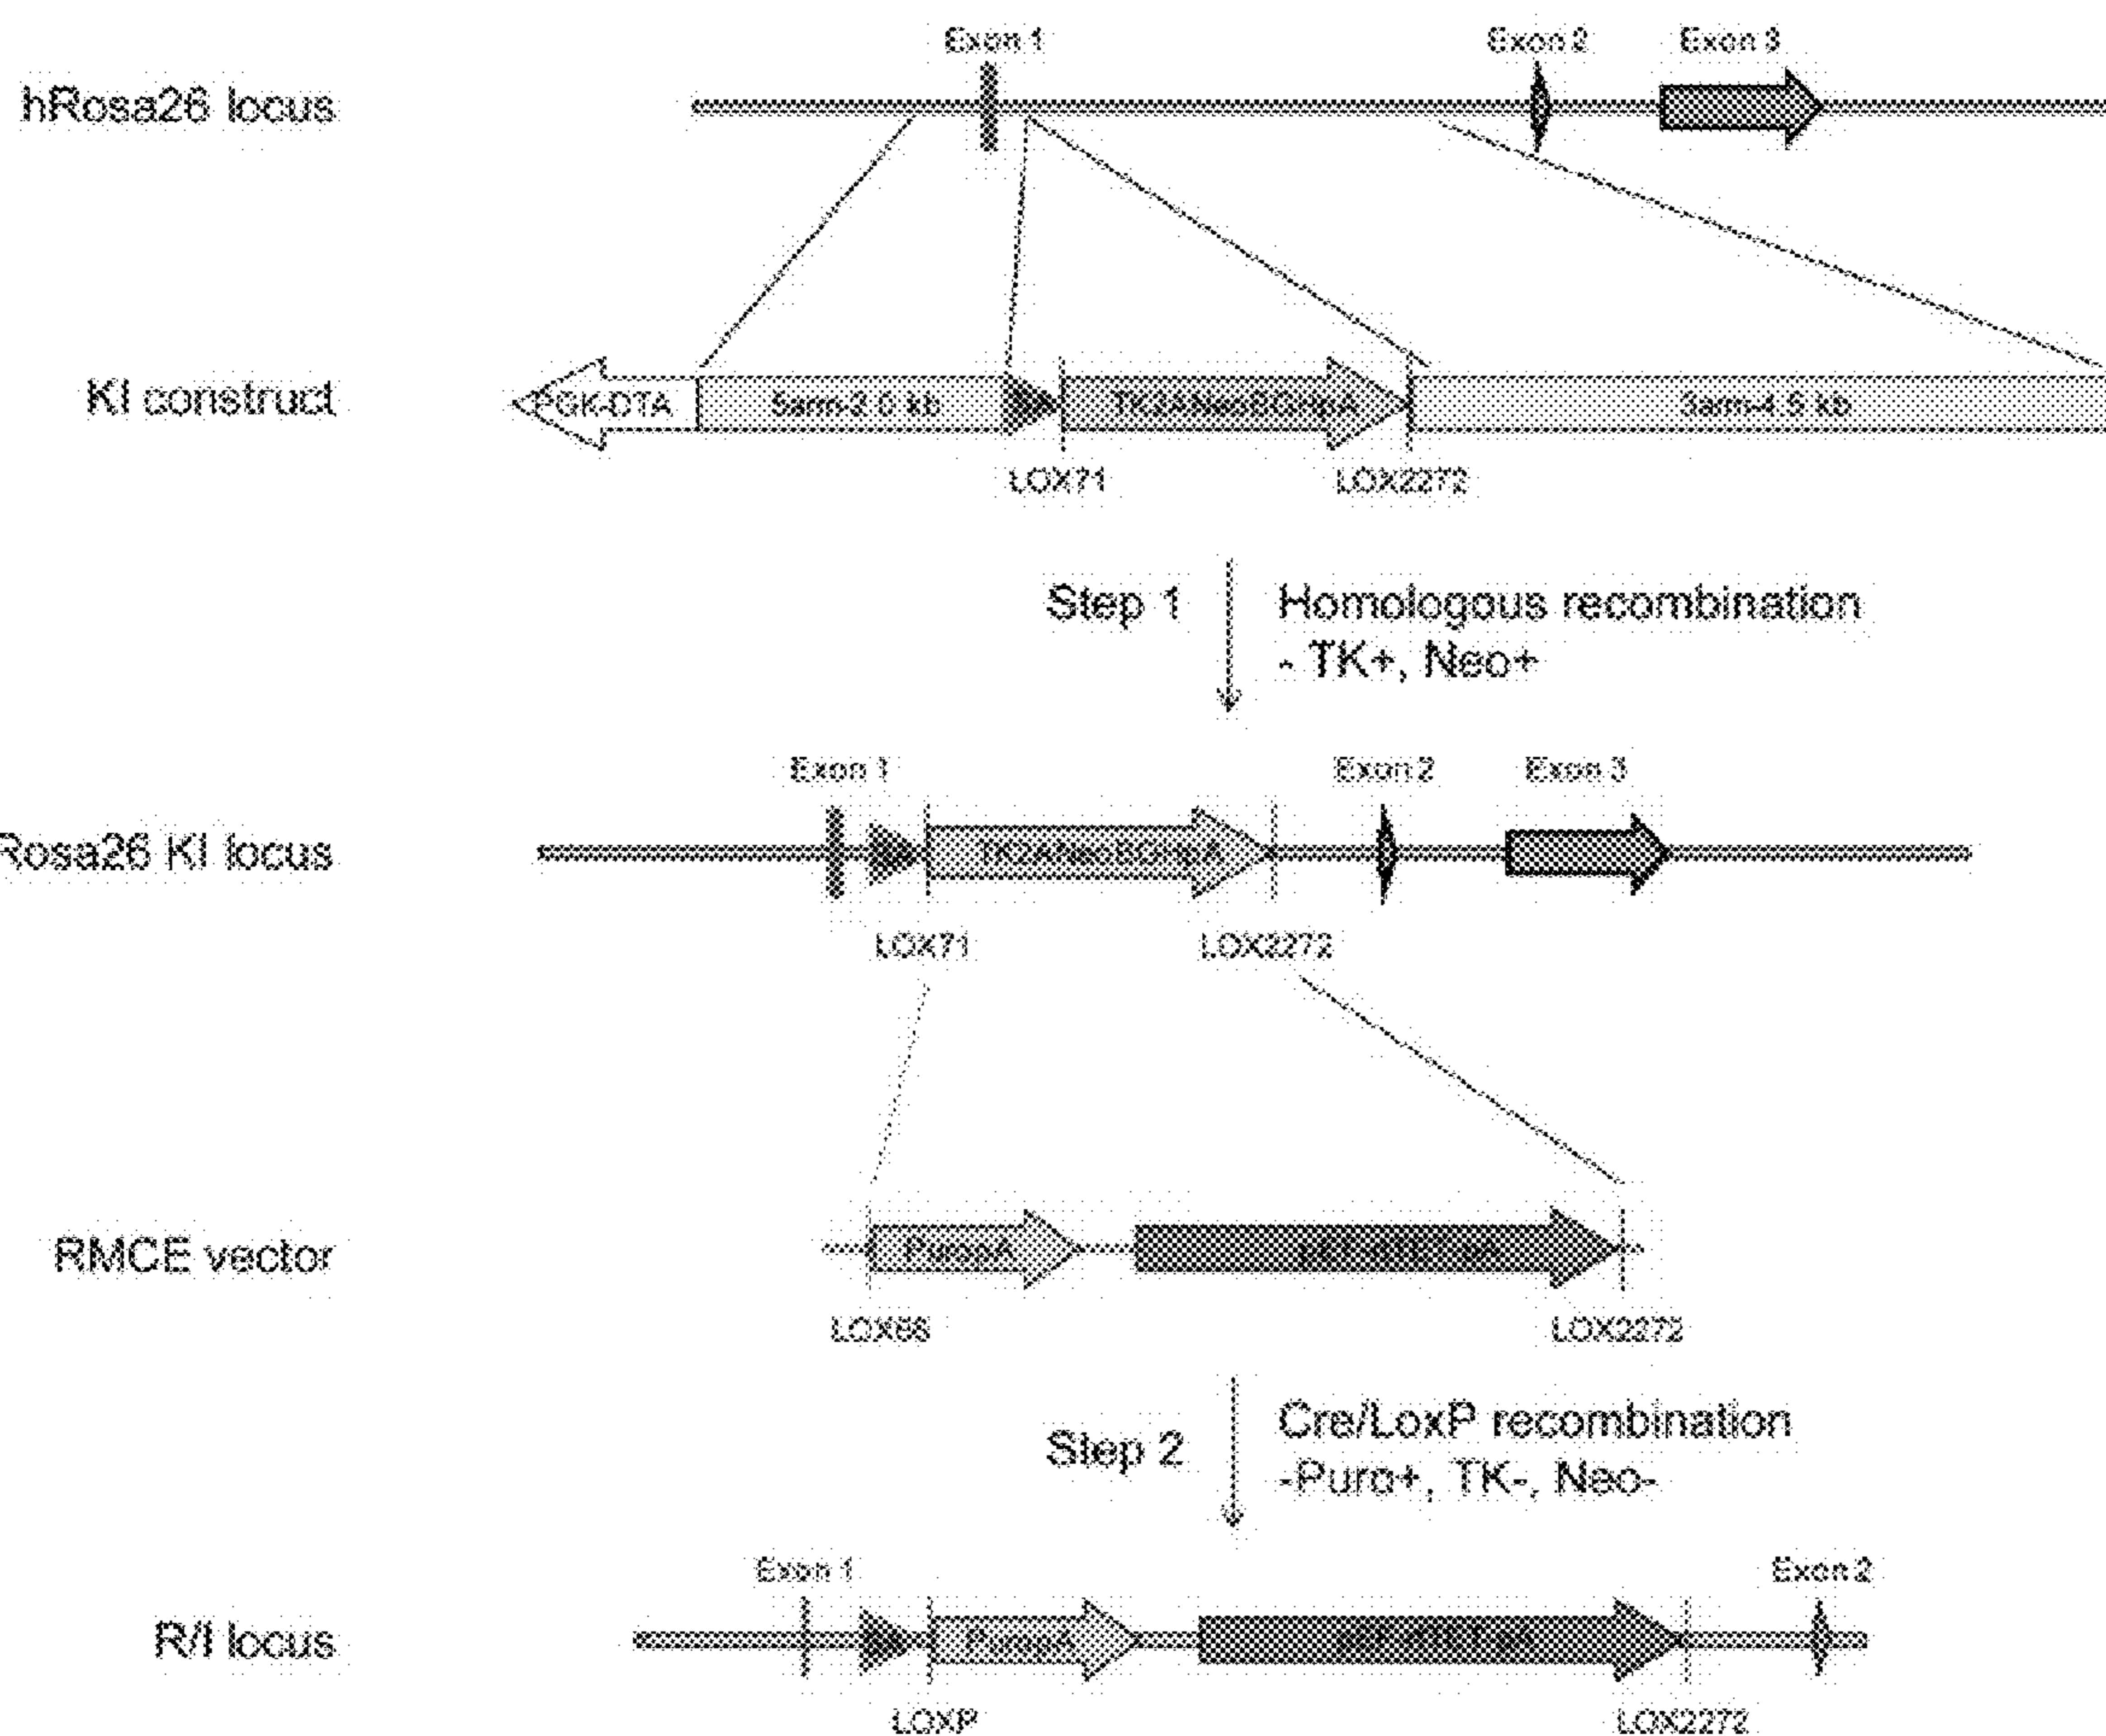 Exon 1
Exon 2
Exon 3
hRosa26 locus
KI construct
PGK-DTA
5arm-2.0 kb
TK2ANeoBGHpA
3arm-4.5 kb
LOX71
LOX2272
Step 1
Homologous recombination
- TK+, Neo+
Exon 1
Exon 2
Exon 3
Rosa26 KI locus
TK2ANeoBGHpA
LOX71
LOX2272
RMCE vector
PuropA
LOX66
LOX2272
Step 2
Cre/LoxP recombination
-Puro+, TK-, Neo-
Exon 1
Exon 2
R/I locus
PuropA
LOXP
LOX2272